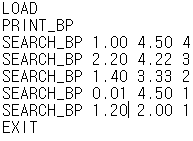 LOAD
PRINT_BP
SEARCH_BP 1.00 4.50 4
SEARCH_BP 2.20 4.22 3
SEARCH_BP 1.40 3.33 2
SEARCH_BP 0.01 4.50 1
SEARCH_BP 1.20 2.00 1
EXIT